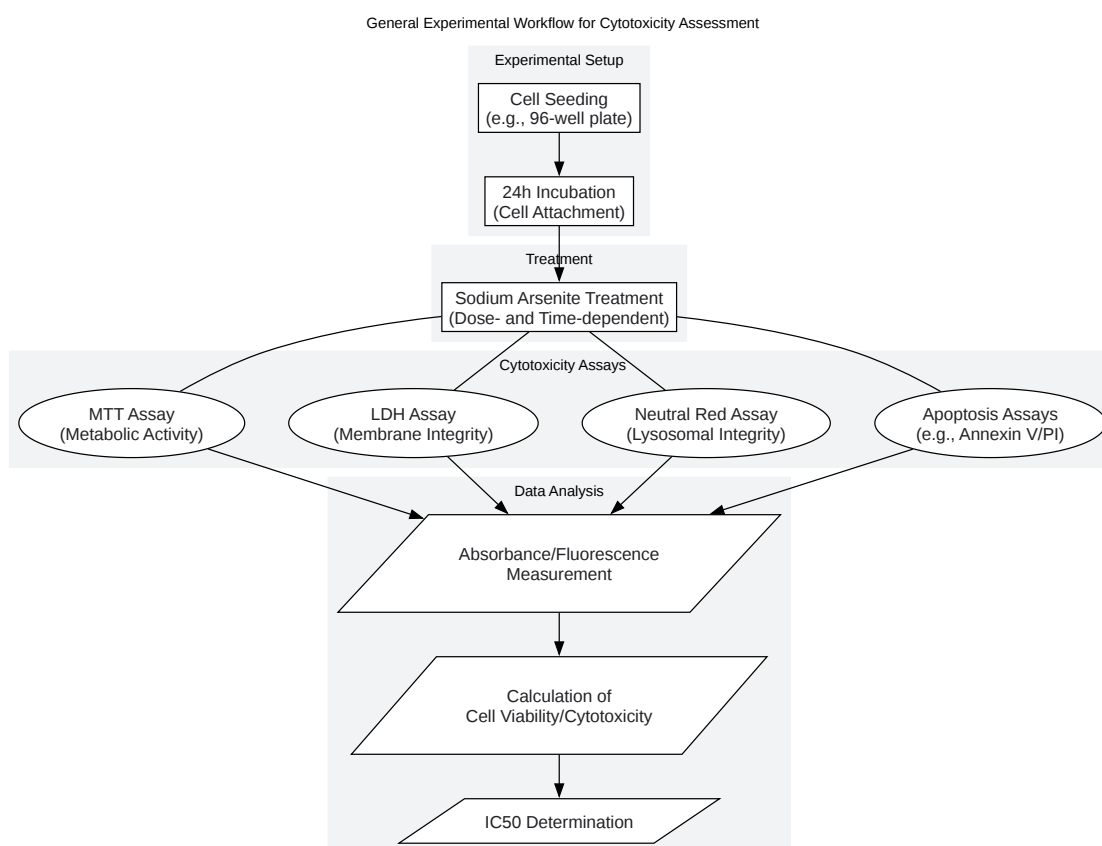 General Experimental Workflow for Cytotoxicity Assessment
Experimental Setup
Cell Seeding
(e.g., 96-well plate)
24h Incubation
(Cell Attachment)
Treatment
Sodium Arsenite Treatment
(Dose- and Time-dependent)
Cytotoxicity Assays
MTT Assay
(Metabolic Activity)
LDH Assay
(Membrane Integrity)
Neutral Red Assay
(Lysosomal Integrity)
Apoptosis Assays
(e.g., Annexin V/PI)
Data Analysis
Absorbance/Fluorescence
Measurement
Calculation of
Cell Viability/Cytotoxicity
IC50 Determination